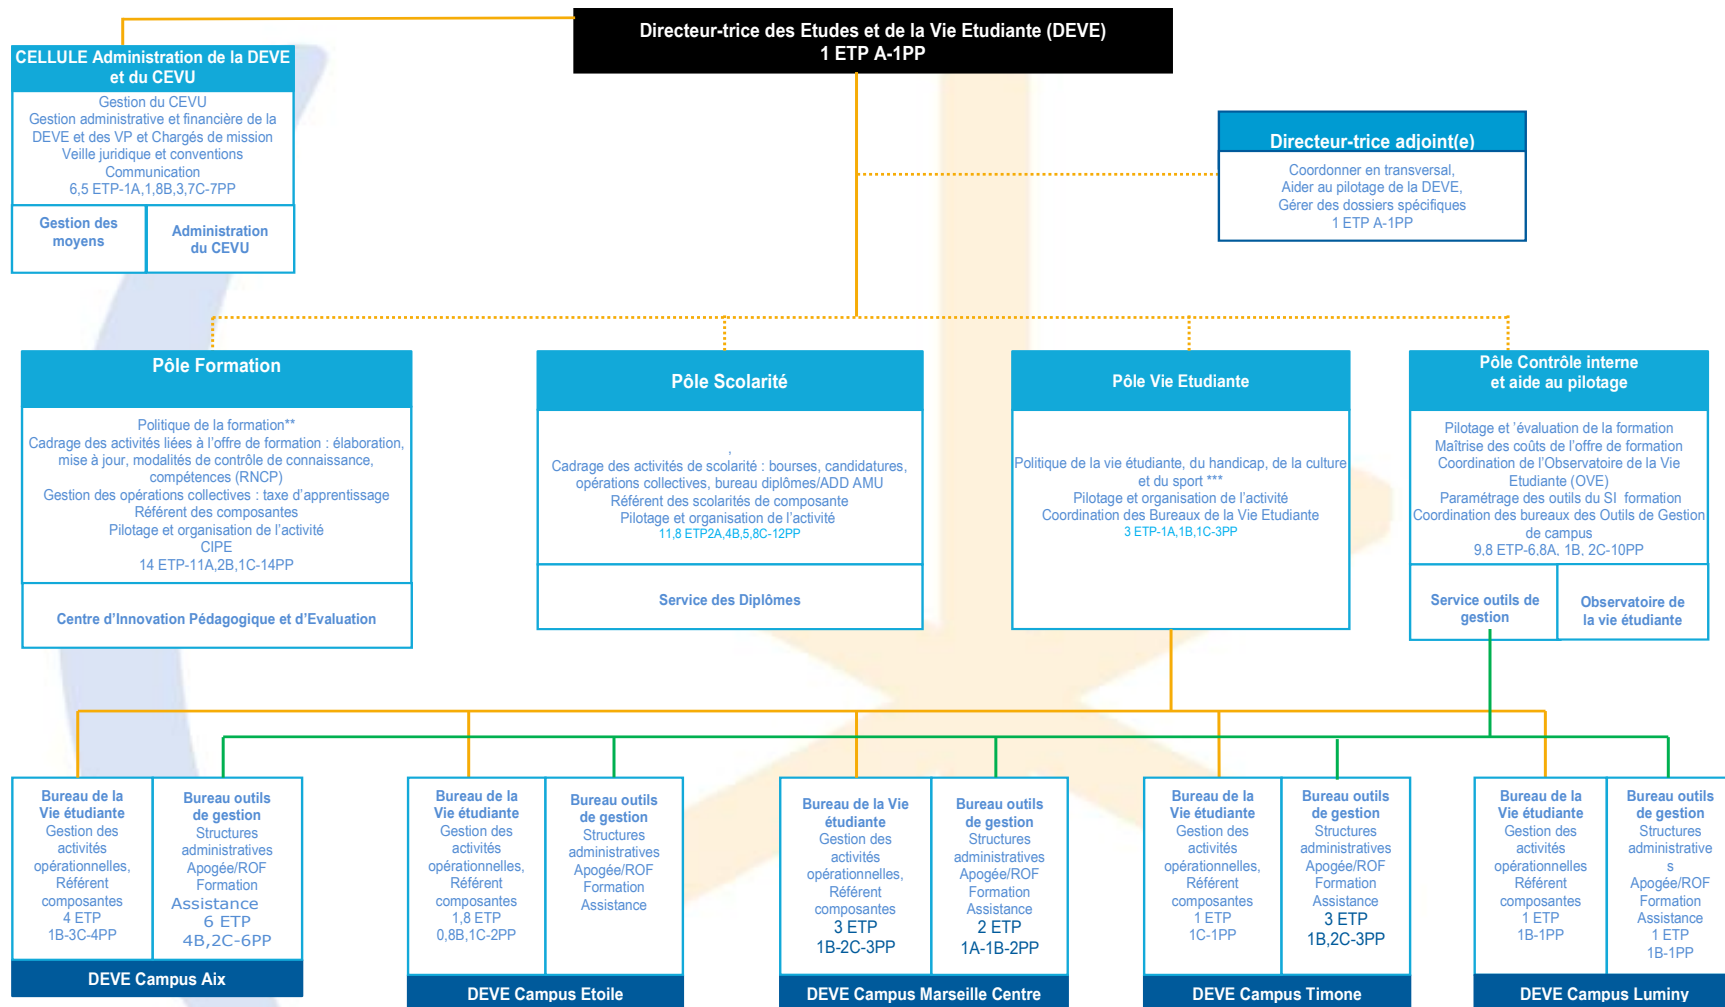 Directeur-trice des Etudes et de la Vie Etudiante (DEVE)
1 ETP A-1PP
CELLULE Administration de la DEVE
et du CEVU
Gestion du CEVU
Gestion administrative et financière de la
DEVE et des VP et Chargés de mission
Veille juridique et conventions
Communication
6,5 ETP-1A,1,8B,3,7C-7PP
Gestion des
moyens
Administration
du CEVU
Directeur-trice adjoint(e)
Coordonner en transversal,
Aider au pilotage de la DEVE,
Gérer des dossiers spécifiques
1 ETP A-1PP
Pôle Formation
Politique de la formation**
Cadrage des activités liées à l'offre de formation : élaboration,
mise à jour, modalités de contrôle de connaissance,
compétences (RNCP)
Gestion des opérations collectives : taxe d'apprentissage
Référent des composantes
Pilotage et organisation de l'activité
CIPE
14 ETP-11A,2B,1C-14PP
Centre d'Innovation Pédagogique et d'Evaluation
Pôle Scolarité
,
Cadrage des activités de scolarité : bourses, candidatures,
opérations collectives, bureau diplômes/ADD AMU
Référent des scolarités de composante
Pilotage et organisation de l'activité
11,8 ETP2A,4B,5,8C-12PP
Service des Diplômes
Pôle Vie Etudiante
Politique de la vie étudiante, du handicap, de la culture
et du sport ***
Pilotage et organisation de l'activité
Coordination des Bureaux de la Vie Etudiante
3 ETP-1A,1B,1C-3PP
Pôle Contrôle interne
et aide au pilotage
Pilotage et 'évaluation de la formation
Maîtrise des coûts de l'offre de formation
Coordination de l'Observatoire de la Vie
Etudiante (OVE)
Paramétrage des outils du SI formation
Coordination des bureaux des Outils de Gestion
de campus
9,8 ETP-6,8A, 1B, 2C-10PP
Service outils de
gestion
Observatoire de
la vie étudiante
Bureau de la
Vie étudiante
Gestion des
activités
opérationnelles,
Référent
composantes
4 ETP
1B-3C-4PP
Bureau outils
de gestion
Structures
administratives
Apogée/ROF
Formation
Assistance
6 ETP
4B,2C-6PP
DEVE Campus Aix
Bureau de la
Vie étudiante
Gestion des
activités
opérationnelles,
Référent
composantes
1,8 ETP
0,8B,1C-2PP
Bureau outils
de gestion
Structures
administratives
Apogée/ROF
Formation
Assistance
DEVE Campus Etoile
Bureau de la Vie
étudiante
Gestion des
activités
opérationnelles,
Référent
composantes
3 ETP
1B-2C-3PP
Bureau outils
de gestion
Structures
administratives
Apogée/ROF
Formation
Assistance
2 ETP
1A-1B-2PP
DEVE Campus Marseille Centre
Bureau de la
Vie étudiante
Gestion des
activités
opérationnelles,
Référent
composantes
1 ETP
1C-1PP
Bureau outils
de gestion
Structures
administratives
Apogée/ROF
Formation
Assistance
3 ETP
1B,2C-3PP
DEVE Campus Timone
Bureau de la
Vie étudiante
Gestion des
activités
opérationnelles
Référent
composantes
1 ETP
1B-1PP
Bureau outils
de gestion
Structures
administrative
s
Apogée/ROF
Formation
Assistance
1 ETP
1B-1PP
DEVE Campus Luminy